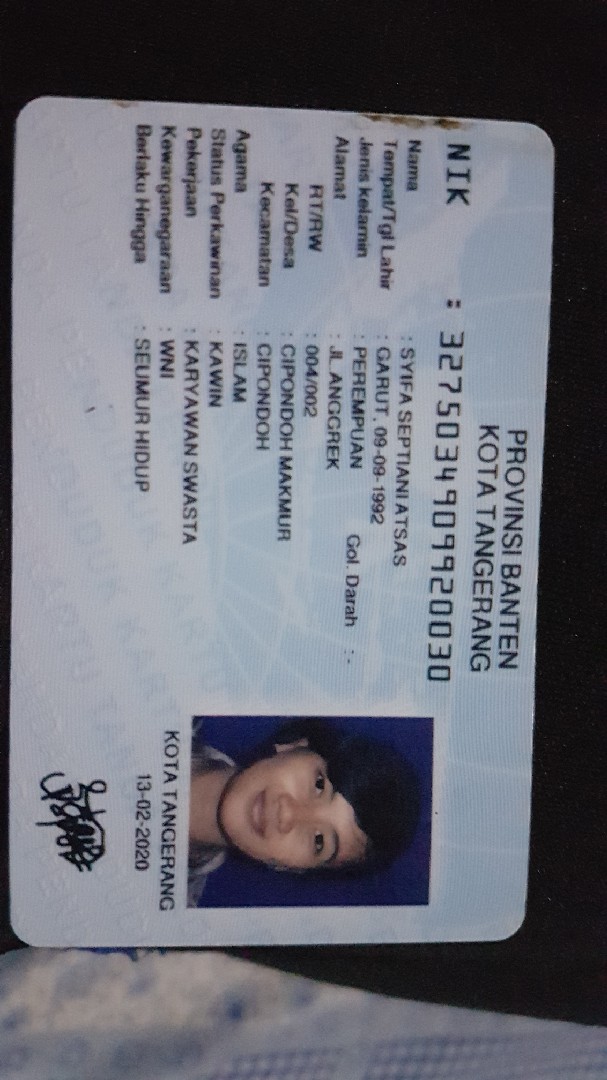 PROVINSI BANTEN
KOTA TANGERANG
NIK : 3275034909920030
Nama : SYIFA SEPTIANI ATSAS
Tempat/Tgl Lahir : GARUT, 09-09-1992
Jenis kelamin : PEREMPUAN Gol. Darah : -
Alamat : JL ANGGREK
RT/RW : 004/002
Kel/Desa : CIPONDOH MAKMUR
Kecamatan : CIPONDOH
Agama : ISLAM
Status Perkawinan : KAWIN
Pekerjaan : KARYAWAN SWASTA
Kewarganegaraan : WNI
Berlaku Hingga : SEUMUR HIDUP
KOTA TANGERANG
13-02-2020